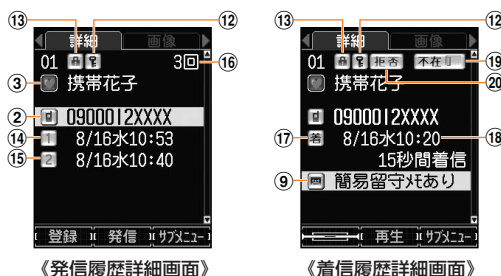 ⑬ ⑫
詳細 画像
01 3回 ⑯
③ 携帯花子
② 0900012XXXX
⑭ 1 8/16水10:53
⑮ 2 8/16水10:40
登録 発信 サブメニュー
《発信履歴詳細画面》
⑬ ⑫
詳細 画像
01 拒否 不在 ⑲
⑳
携帯花子
0900012XXXX
⑰ 着 8/16水10:20 ⑱
15秒間着信
⑨ 簡易留守メモあり
再生 サブメニュー
《着信履歴詳細画面》